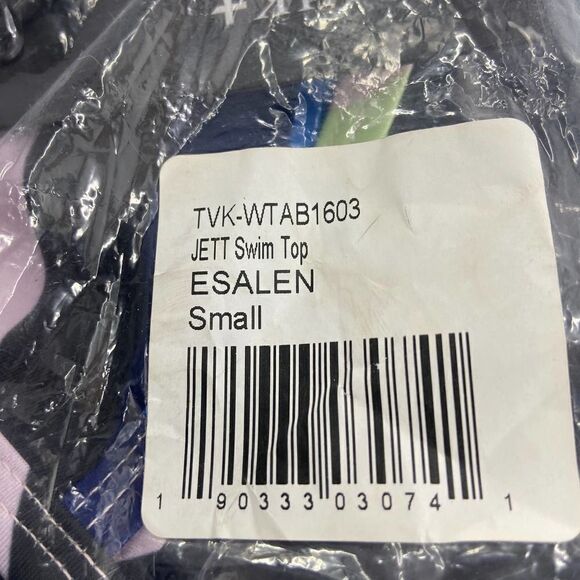 TVK-WTAB1603
JETT Swim Top
ESALEN
Small
1 90333 03074 1